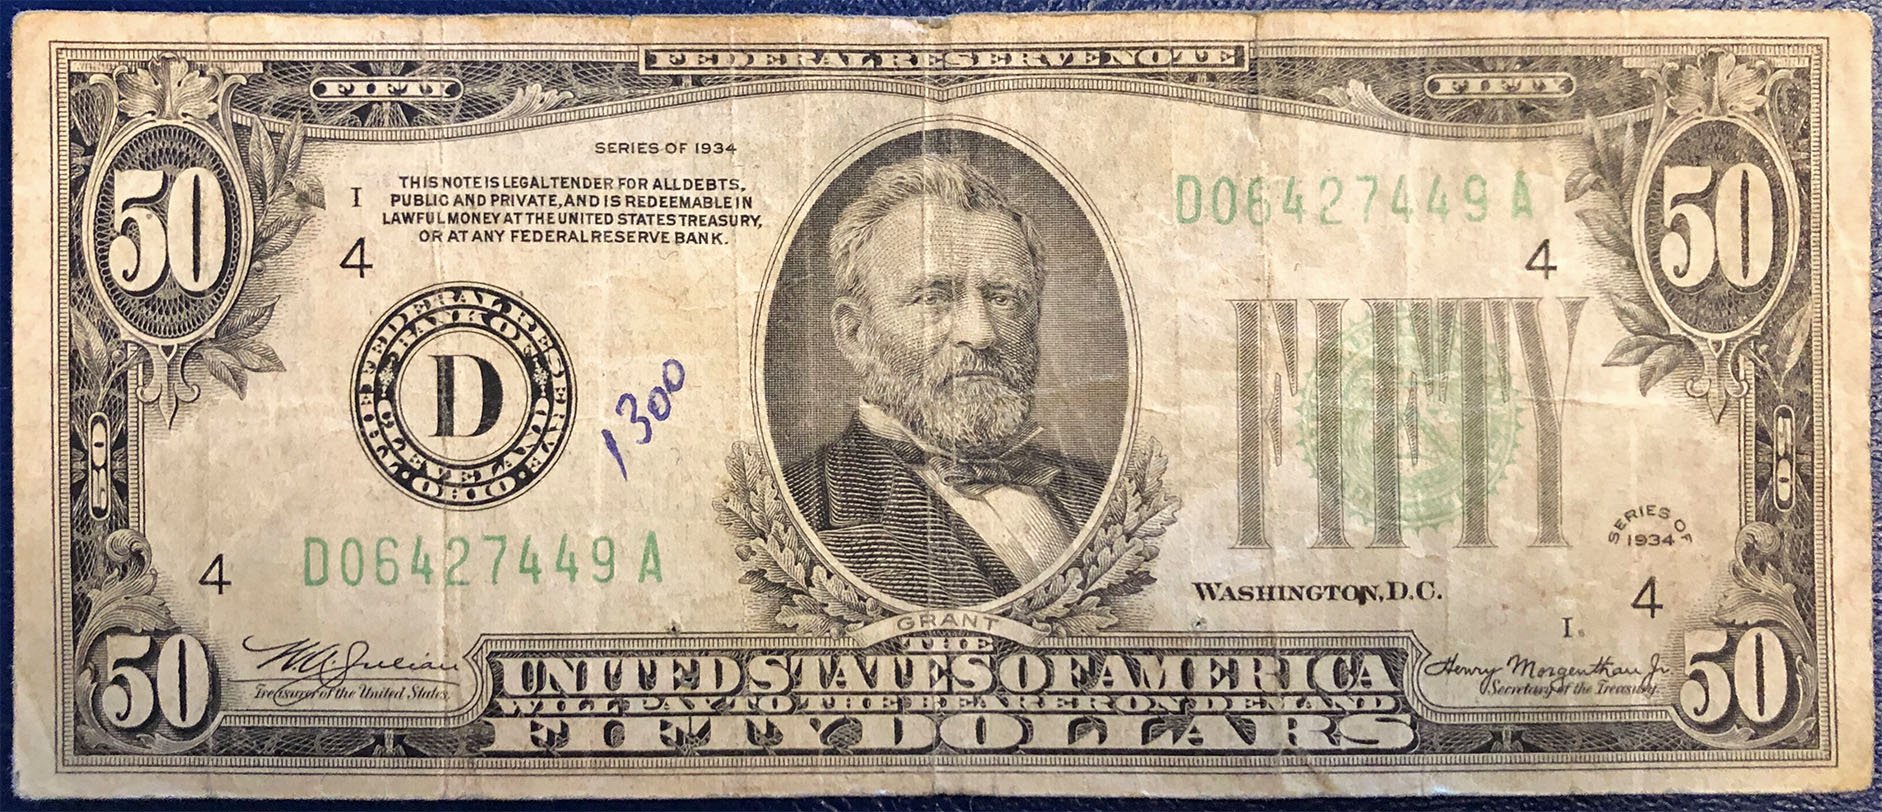 FEDERAL RESERVE NOTE
FIFTY
FIFTY
50
50
SERIES OF 1934
I
THIS NOTE IS LEGAL TENDER FOR ALL DEBTS,
PUBLIC AND PRIVATE, AND IS REDEEMABLE IN
LAWFUL MONEY AT THE UNITED STATES TREASURY,
OR AT ANY FEDERAL RESERVE BANK.
D06427449A
4
4
FEDERAL RESERVE
BANK OF
CLEVELAND
OHIO
D
1300
FIFTY
50
50
D06427449A
4
SERIES OF
1934
WASHINGTON, D.C.
4
I
GRANT
W.A. Julian
Treasurer of the United States.
Henry Morgenthau Jr.
Secretary of the Treasury.
50
50
THE
UNITED STATES OF AMERICA
WILL PAY TO THE BEARER ON DEMAND
FIFTY DOLLARS